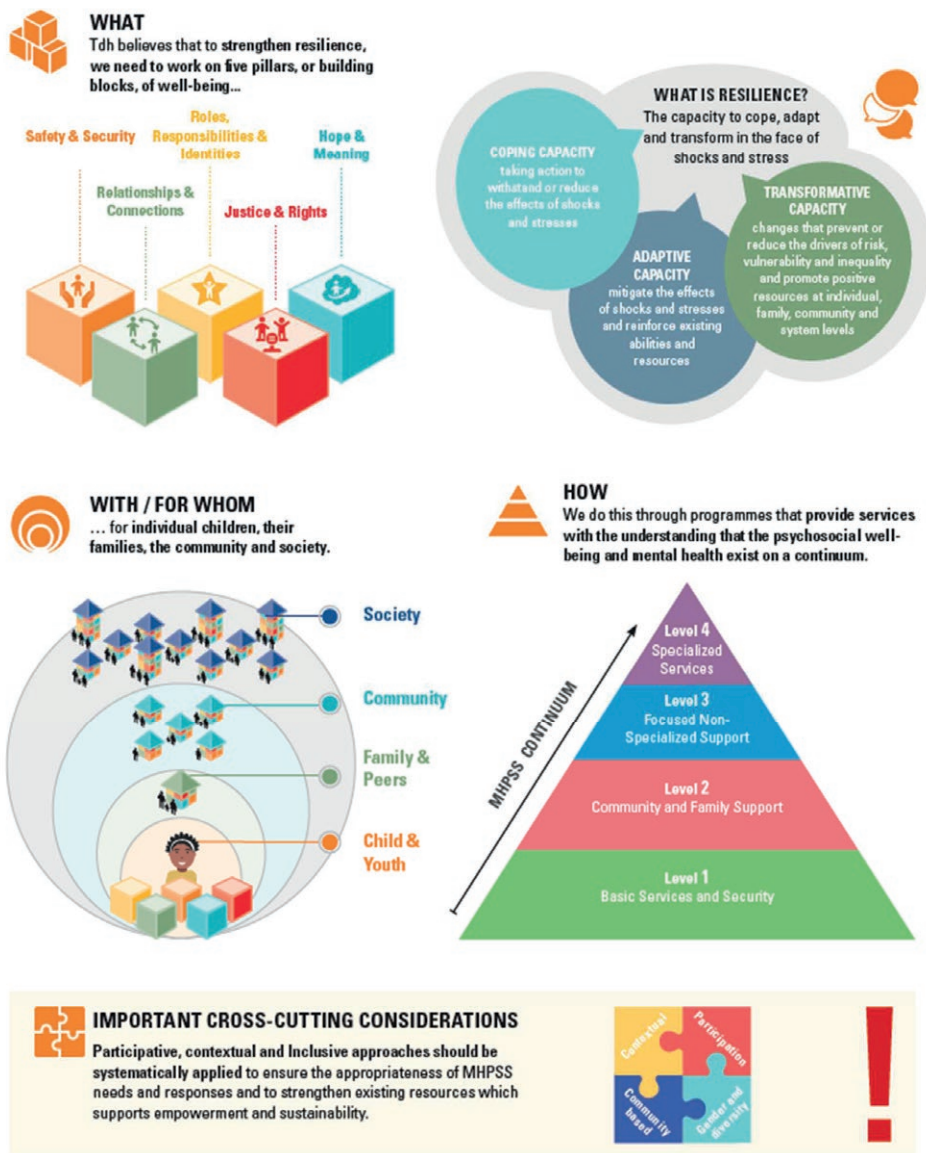 WHAT
Tdh believes that to strengthen resilience,
we need to work on five pillars, or building
blocks, of well-being...
Safety & Security
Roles,
Responsibilities &
Identities
Hope &
Meaning
Relationships &
Connections
Justice & Rights
WHAT IS RESILIENCE?
The capacity to cope, adapt
and transform in the face of
shocks and stress
COPING CAPACITY
taking action to
withstand or reduce
the effects of shocks
and stresses
ADAPTIVE
CAPACITY
mitigate the effects
of shocks and stresses
and reinforce existing
abilities and
resources
TRANSFORMATIVE
CAPACITY
changes that prevent or
reduce the drivers of risk,
vulnerability and inequality
and promote positive
resources at individual,
family, community and
system levels
WITH / FOR WHOM
... for individual children, their
families, the community and society.
Society
Community
Family &
Peers
Child &
Youth
HOW
We do this through programmes that provide services
with the understanding that the psychosocial well-
being and mental health exist on a continuum.
MHPSS CONTINUUM
Level 4
Specialized
Services
Level 3
Focused Non-
Specialized Support
Level 2
Community and Family Support
Level 1
Basic Services and Security
IMPORTANT CROSS-CUTTING CONSIDERATIONS
Participative, contextual and Inclusive approaches should be
systematically applied to ensure the appropriateness of MHPSS
needs and responses and to strengthen existing resources which
supports empowerment and sustainability.
Contextual
Participation
Community
based
Gender and
diversity
!